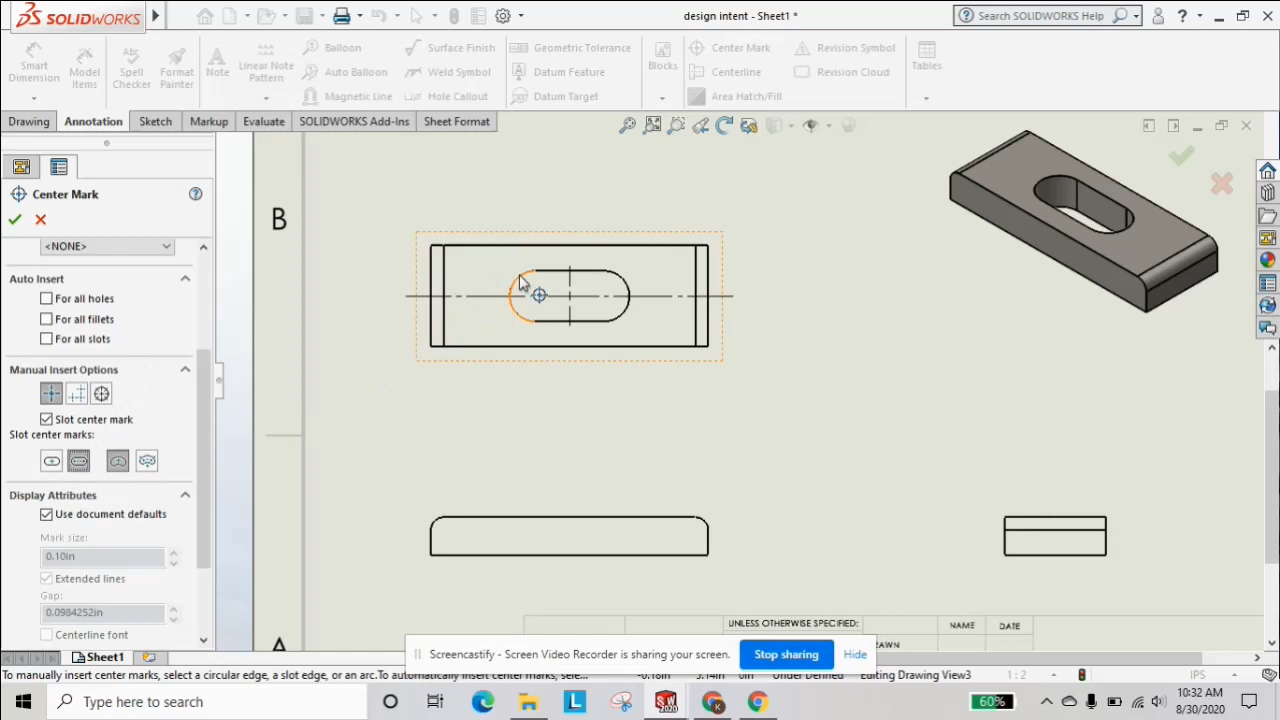 SOLIDWORKS
design intent - Sheet1 *
Search SOLIDWORKS Help
Smart Dimension
Model Items
Spell Checker
Format Painter
Note
Linear Note Pattern
Balloon
Auto Balloon
Magnetic Line
Surface Finish
Weld Symbol
Hole Callout
Geometric Tolerance
Datum Feature
Datum Target
Blocks
Center Mark
Centerline
Area Hatch/Fill
Revision Symbol
Revision Cloud
Tables
Drawing
Annotation
Sketch
Markup
Evaluate
SOLIDWORKS Add-Ins
Sheet Format
Center Mark
<NONE>
Auto Insert
For all holes
For all fillets
For all slots
Manual Insert Options
Slot center mark
Slot center marks:
Display Attributes
Use document defaults
Mark size:
0.10in
Extended lines
Gap:
0.0984252in
Centerline font
B
A
UNLESS OTHERWISE SPECIFIED:
NAME
DATE
RAWN
Screencastify - Screen Video Recorder is sharing your screen.
Stop sharing
Hide
Sheet1
To manually insert center marks, select a circular edge, a slot edge, or an arc.To automatically insert center marks, sele...
-0.18in
5.14in
0in
Under Defined
Editing Drawing View3
1 : 2
IPS
Type here to search
60%
10:32 AM
8/30/2020